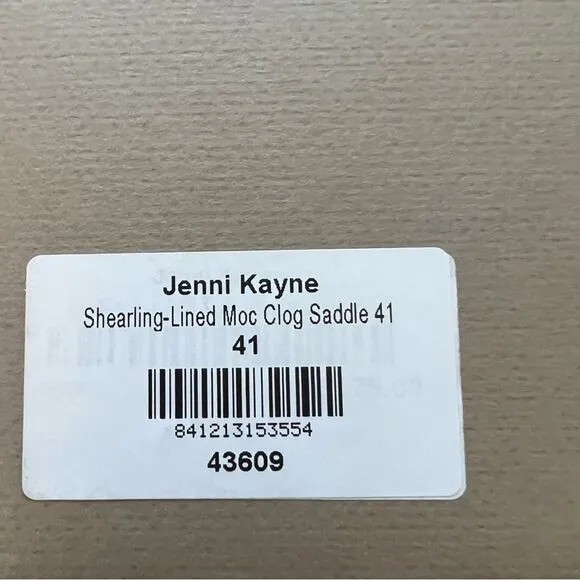 Jenni Kayne
Shearling-Lined Moc Clog Saddle 41
41
841213153554
43609